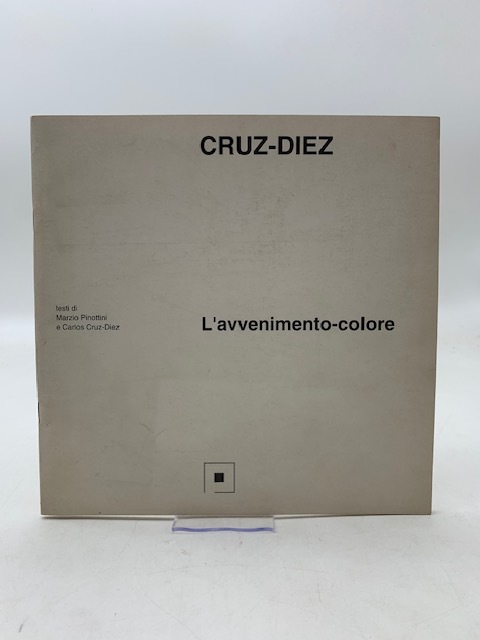 CRUZ-DIEZ
testi di
Marzio Pinottini
e Carlos Cruz-Diez
L'avvenimento-colore